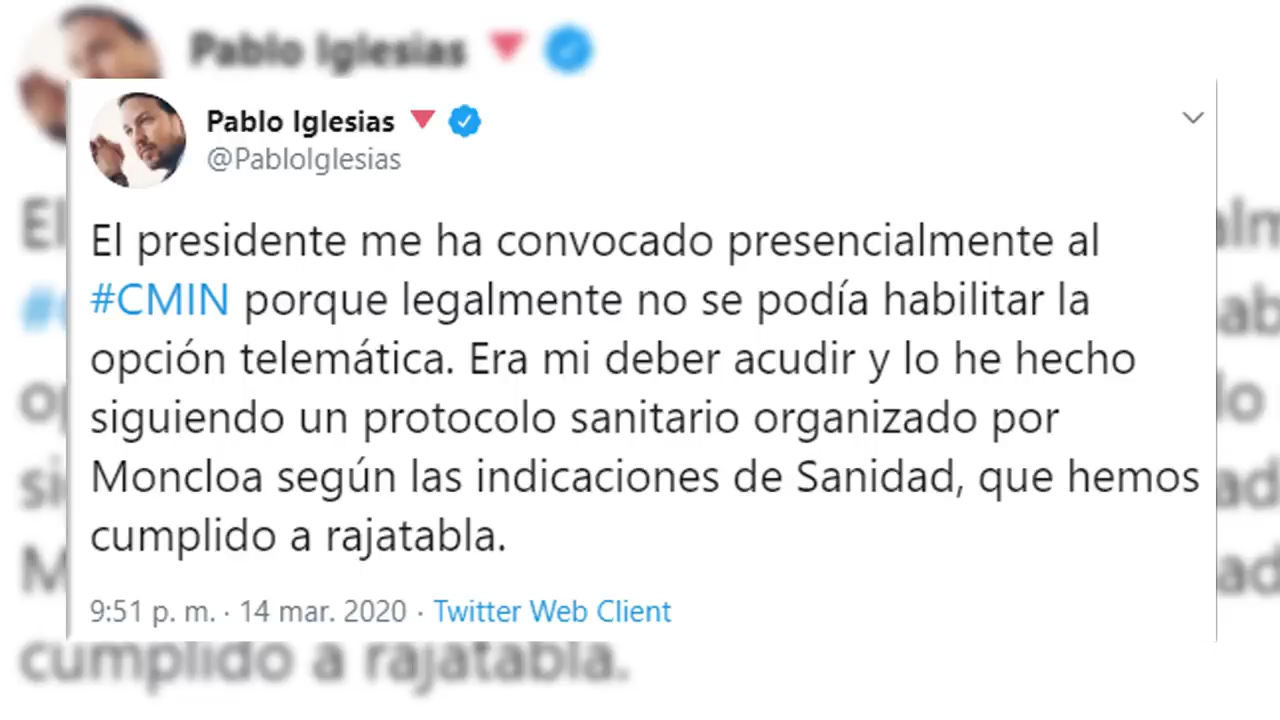 Pablo Iglesias
Pablo Iglesias
@PabloIglesias
El presidente me ha convocado presencialmente al
#CMIN porque legalmente no se podía habilitar la
opción telemática. Era mi deber acudir y lo he hecho
siguiendo un protocolo sanitario organizado por
Moncloa según las indicaciones de Sanidad, que hemos
cumplido a rajatabla.
9:51 p. m. · 14 mar. 2020 · Twitter Web Client
cumplido a rajatabla.